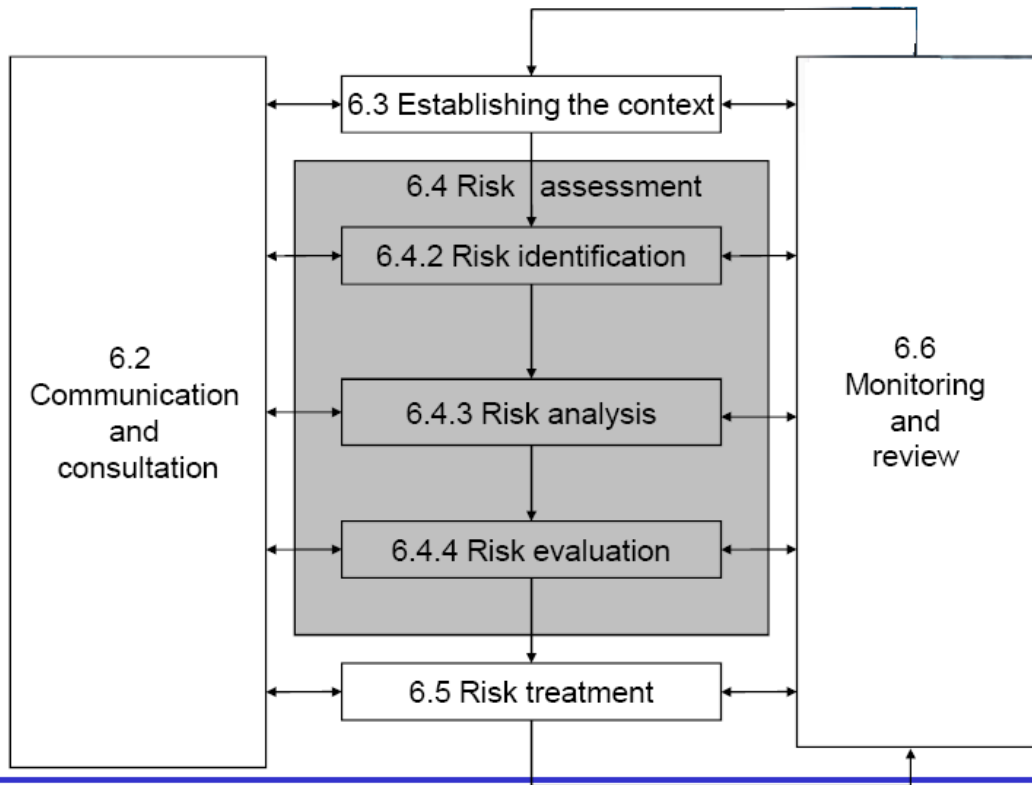 6.3 Establishing the context
6.4 Risk assessment
6.4.2 Risk identification
6.2
Communication
and
consultation
6.6
Monitoring
and
review
6.4.3 Risk analysis
6.4.4 Risk evaluation
6.5 Risk treatment